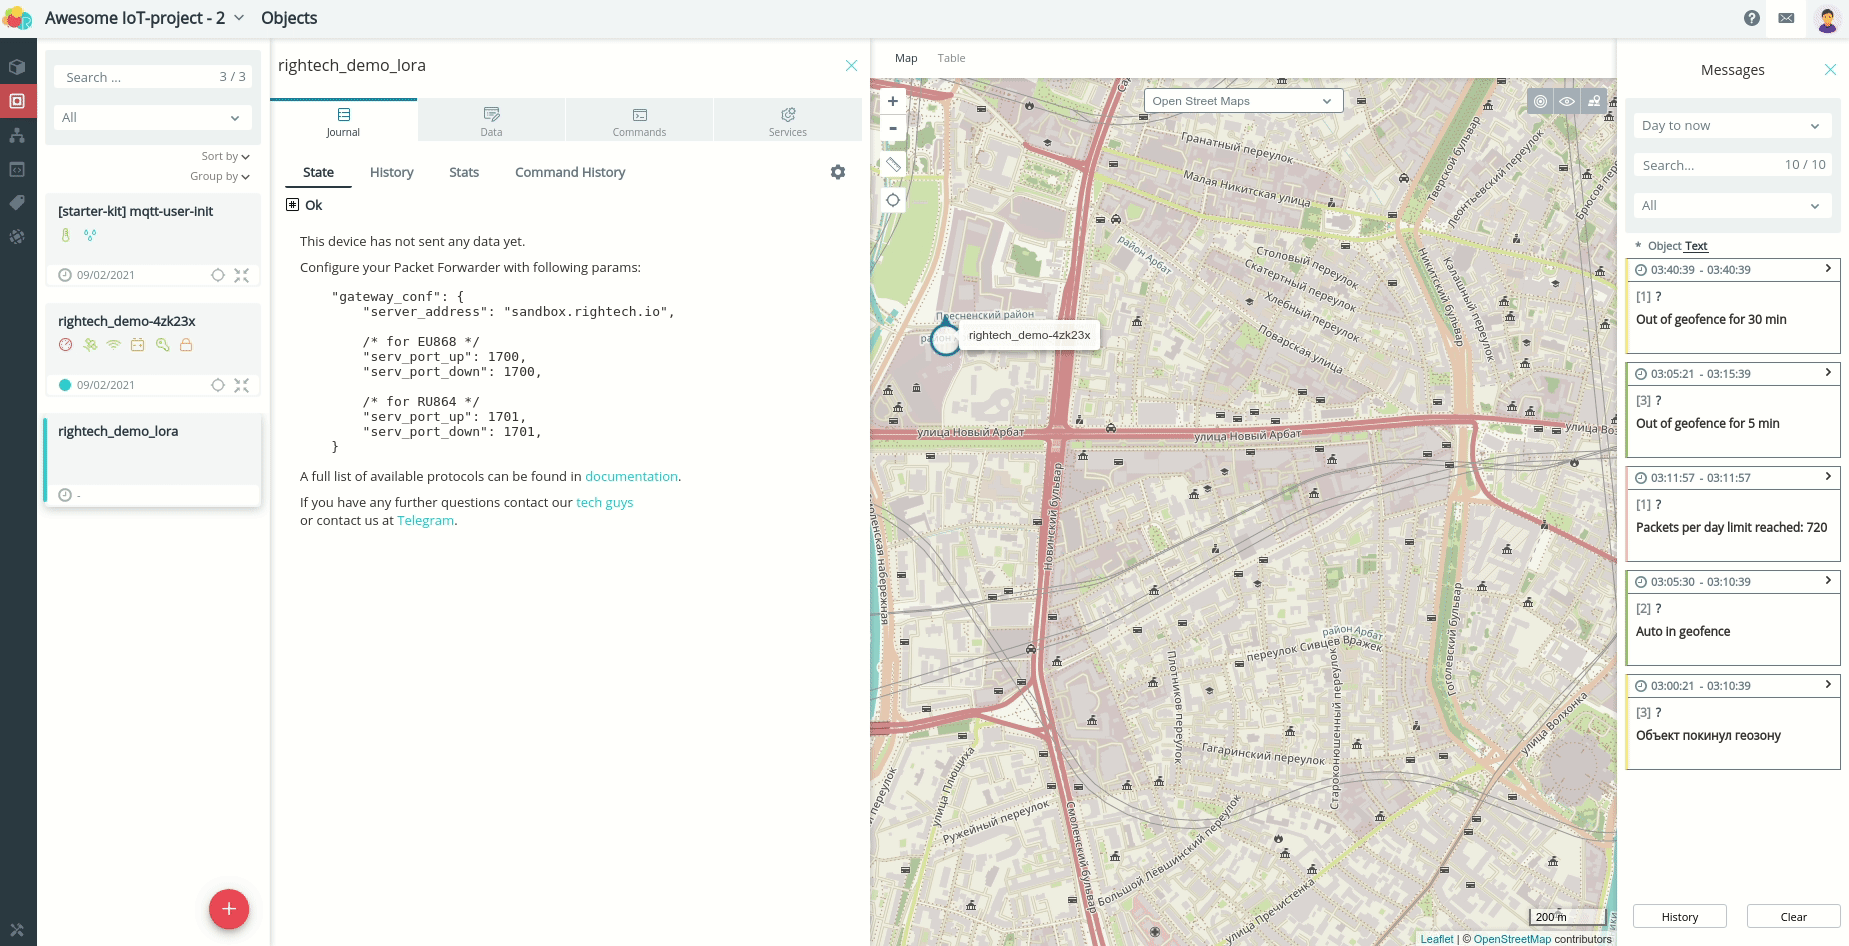 Awesome IoT-project - 2
Objects
Search ...
3 / 3
All
Sort by
Group by
[starter-kit] mqtt-user-init
09/02/2021
rightech_demo-4zk23x
09/02/2021
rightech_demo_lora
-
rightech_demo_lora
Journal
Data
Commands
Services
State
History
Stats
Command History
Ok
This device has not sent any data yet.
Configure your Packet Forwarder with following params:
"gateway_conf": {
"server_address": "sandbox.rightech.io",
/* for EU868 */
"serv_port_up": 1700,
"serv_port_down": 1700,
/* for RU864 */
"serv_port_up": 1701,
"serv_port_down": 1701,
}
A full list of available protocols can be found in documentation.
If you have any further questions contact our tech guys
or contact us at Telegram.
Map
Table
+
-
Open Street Maps
Гранатный переулок
Малая Никитская улица
Тверской бульвар
Леонтьевский переулок
район Арбат
Столовый переулок
Скатертный переулок
Хлебный переулок
Никитский бульвар
Калашный переулок
Пресненский район
rightech_demo-4zk23x
Поварская улица
улица Новый Арбат
улица Новый Арбат
Новинский бульвар
район Арбат
переулок Сивцев Вражек
Гоголевский бульвар
Плотников переулок
Староконюшенный переулок
Гагаринский переулок
улица Волхонка
улица Плющиха
Ружейный переулок
Смоленский бульвар
Большой Левшинский переулок
улица Пречистенка
200 m
Leaflet | © OpenStreetMap contributors
Messages
Day to now
Search...
10 / 10
All
* Object Text
03:40:39 - 03:40:39
[1] ?
Out of geofence for 30 min
03:05:21 - 03:15:39
[3] ?
Out of geofence for 5 min
03:11:57 - 03:11:57
[1] ?
Packets per day limit reached: 720
03:05:30 - 03:10:39
[2] ?
Auto in geofence
03:00:21 - 03:10:39
[3] ?
Объект покинул геозону
History
Clear